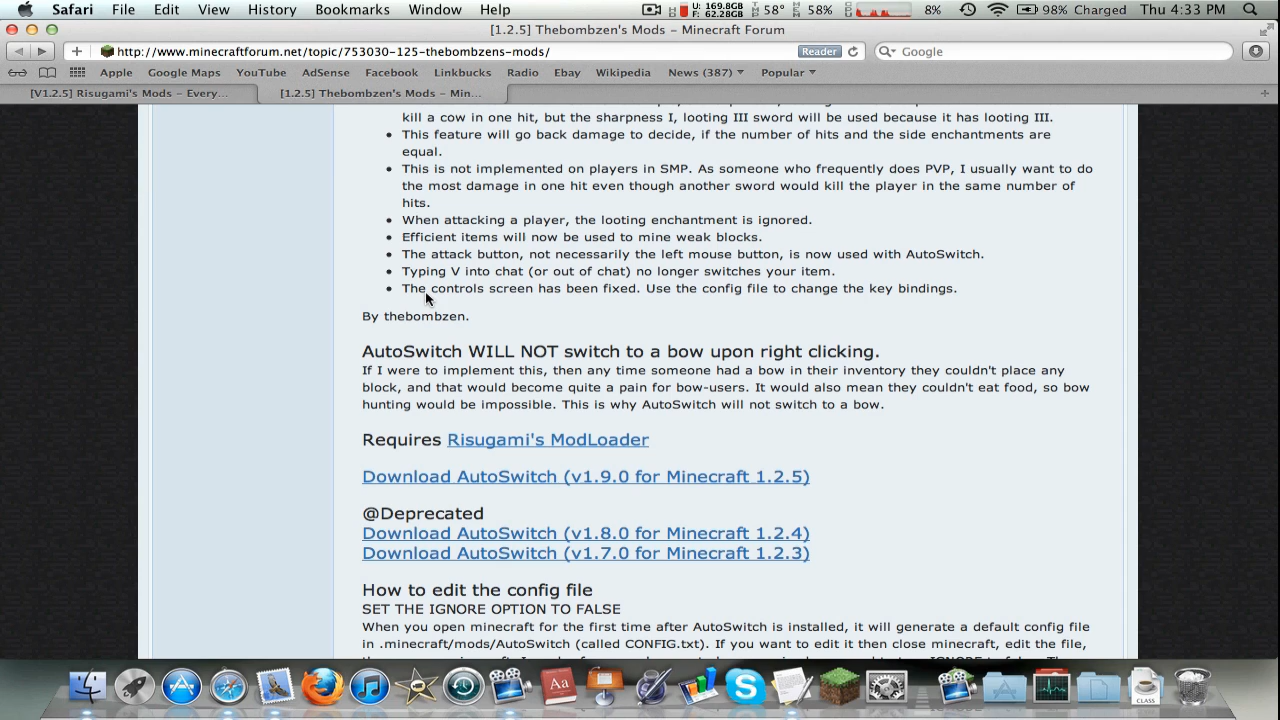 Safari File Edit View History Bookmarks Window Help U: 169.8GB F: 62.28GB 58° 58% 8% 98% Charged Thu 4:33 PM
[1.2.5] Thebombzen's Mods – Minecraft Forum
http://www.minecraftforum.net/topic/753030-125-thebombzens-mods/ Reader Google
Apple Google Maps YouTube AdSense Facebook Linkbucks Radio Ebay Wikipedia News (387) Popular
[V1.2.5] Risugami's Mods – Every... [1.2.5] Thebombzen's Mods – Min...
kill a cow in one hit, but the sharpness I, looting III sword will be used because it has looting III.
• This feature will go back damage to decide, if the number of hits and the side enchantments are
equal.
• This is not implemented on players in SMP. As someone who frequently does PVP, I usually want to do
the most damage in one hit even though another sword would kill the player in the same number of
hits.
• When attacking a player, the looting enchantment is ignored.
• Efficient items will now be used to mine weak blocks.
• The attack button, not necessarily the left mouse button, is now used with AutoSwitch.
• Typing V into chat (or out of chat) no longer switches your item.
• The controls screen has been fixed. Use the config file to change the key bindings.
By thebombzen.
AutoSwitch WILL NOT switch to a bow upon right clicking.
If I were to implement this, then any time someone had a bow in their inventory they couldn't place any
block, and that would become quite a pain for bow-users. It would also mean they couldn't eat food, so bow
hunting would be impossible. This is why AutoSwitch will not switch to a bow.
Requires Risugami's ModLoader
Download AutoSwitch (v1.9.0 for Minecraft 1.2.5)
@Deprecated
Download AutoSwitch (v1.8.0 for Minecraft 1.2.4)
Download AutoSwitch (v1.7.0 for Minecraft 1.2.3)
How to edit the config file
SET THE IGNORE OPTION TO FALSE
When you open minecraft for the first time after AutoSwitch is installed, it will generate a default config file
in .minecraft/mods/AutoSwitch (called CONFIG.txt). If you want to edit it then close minecraft, edit the file,
Aa
CLASS